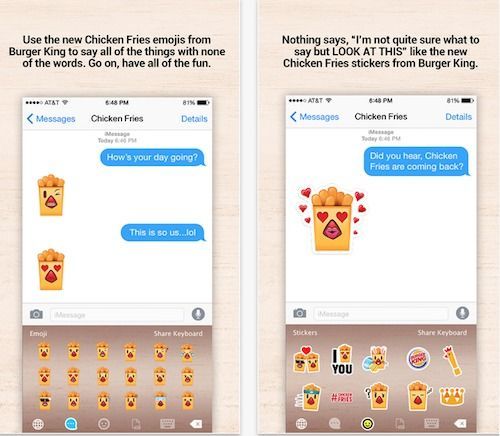 Use the new Chicken Fries emojis from
Burger King to say all of the things with none
of the words. Go on, have all of the fun.
AT&T 6:48 PM 81%
Messages Chicken Fries Details
iMessage
Today 6:46 PM
How's your day going?
This is so us...lol
iMessage
Emoji Share Keyboard
Nothing says, "I'm not quite sure what to
say but LOOK AT THIS" like the new
Chicken Fries stickers from Burger King.
AT&T 6:48 PM 81%
Messages Chicken Fries Details
iMessage
Today 6:46 PM
Did you hear, Chicken
Fries are coming back?
iMessage
Stickers Share Keyboard
I
YOU
BURGER
KING
#CHICKEN
FRIES